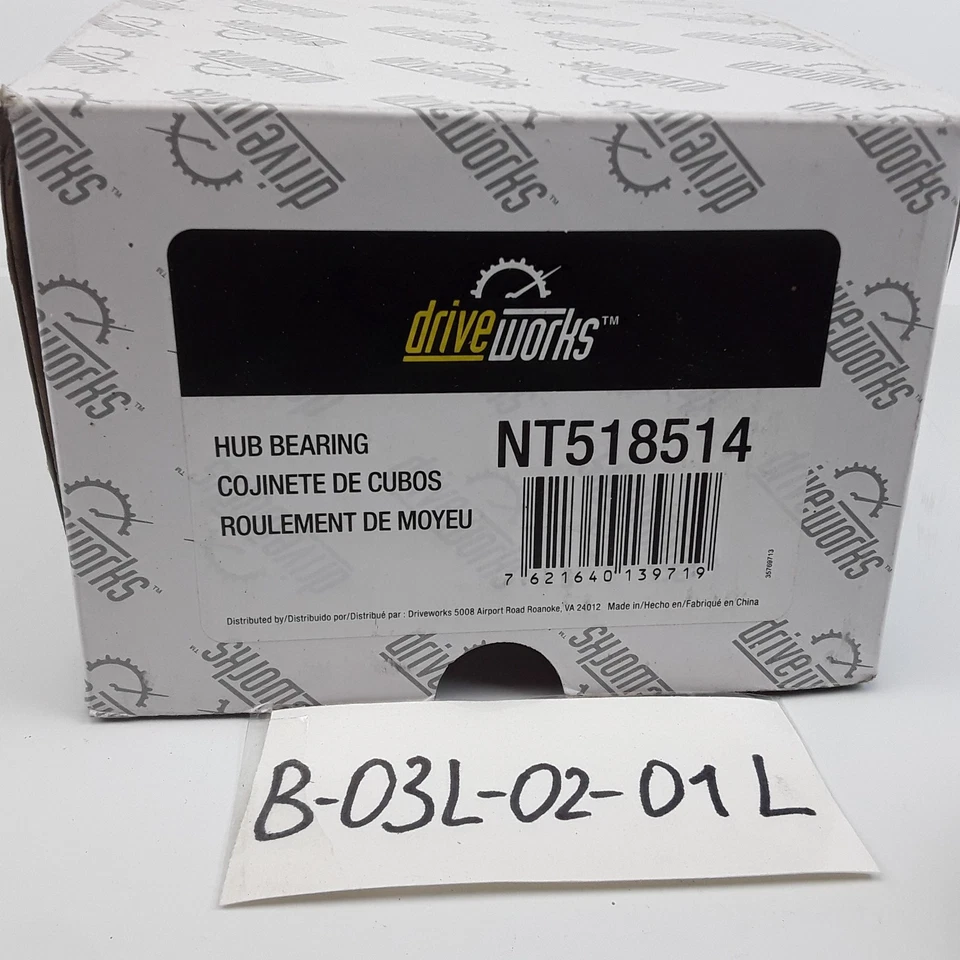 driveworks™
HUB BEARING
COJINETE DE CUBOS
ROULEMENT DE MOYEU
NT518514
7 621640 139719
35769713
Distributed by/Distribuido por/Distribué par : Driveworks 5008 Airport Road Roanoke, VA 24012 Made in/Hecho en/Fabriqué en China
B-03L-02-01 L